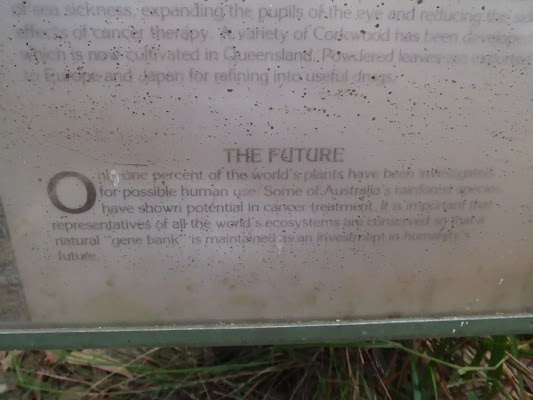 of sea sickness, expanding the pupils of the eye and reducing the side
effects of cancer therapy. A variety of Corkwood has been develope
which is now cultivated in Queensland. Powdered leaves are exported
to Europe and Japan for refining into useful drugs.
THE FUTURE
Only one percent of the world's plants have been investigated
for possible human use. Some of Australia's rainforest species
have shown potential in cancer treatment. It is important that
representatives of all the world's ecosystems are conserved so that a
natural "gene bank" is maintained as an investment in humanity's
future.